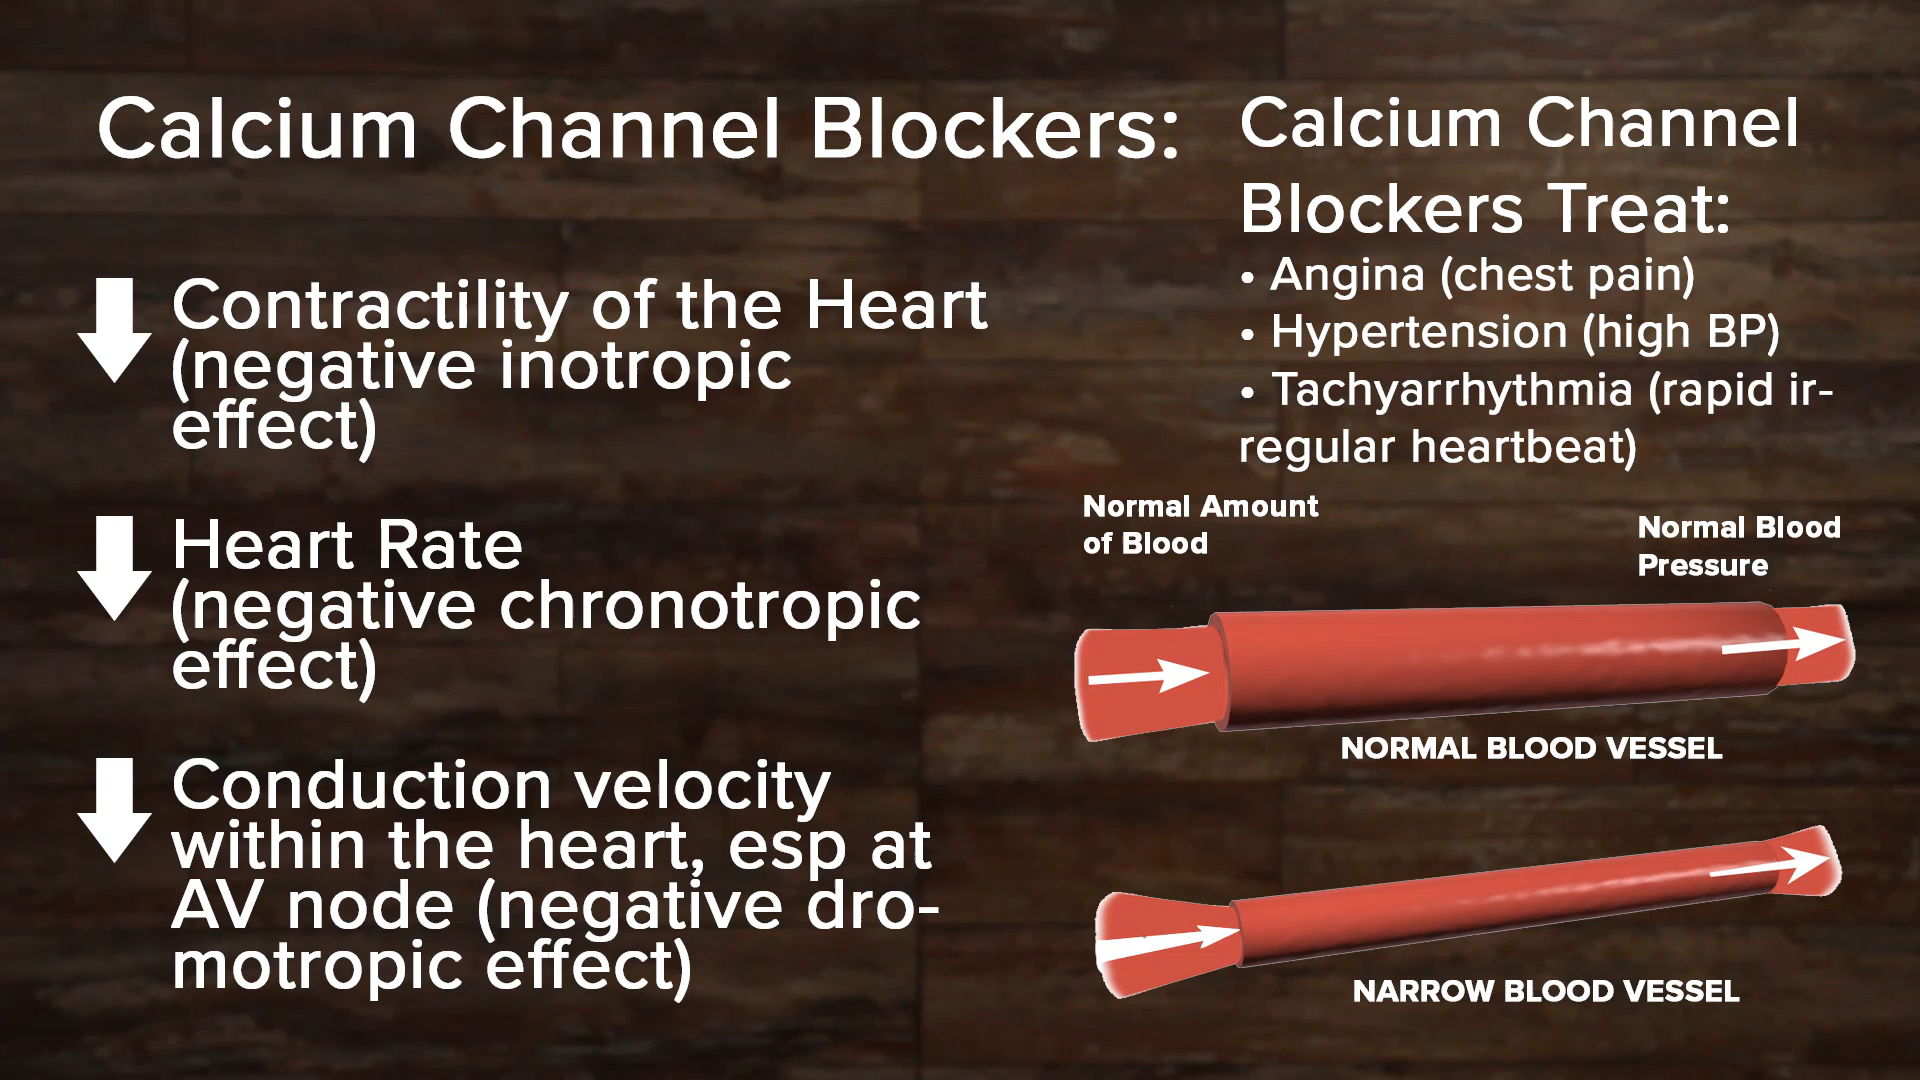 Calcium Channel Blockers:
Contractility of the Heart
(negative inotropic
effect)
Heart Rate
(negative chronotropic
effect)
Conduction velocity
within the heart, esp at
AV node (negative dro-
motropic effect)
Calcium Channel
Blockers Treat:
• Angina (chest pain)
• Hypertension (high BP)
• Tachyarrhythmia (rapid ir-
regular heartbeat)
Normal Amount
of Blood
Normal Blood
Pressure
NORMAL BLOOD VESSEL
NARROW BLOOD VESSEL